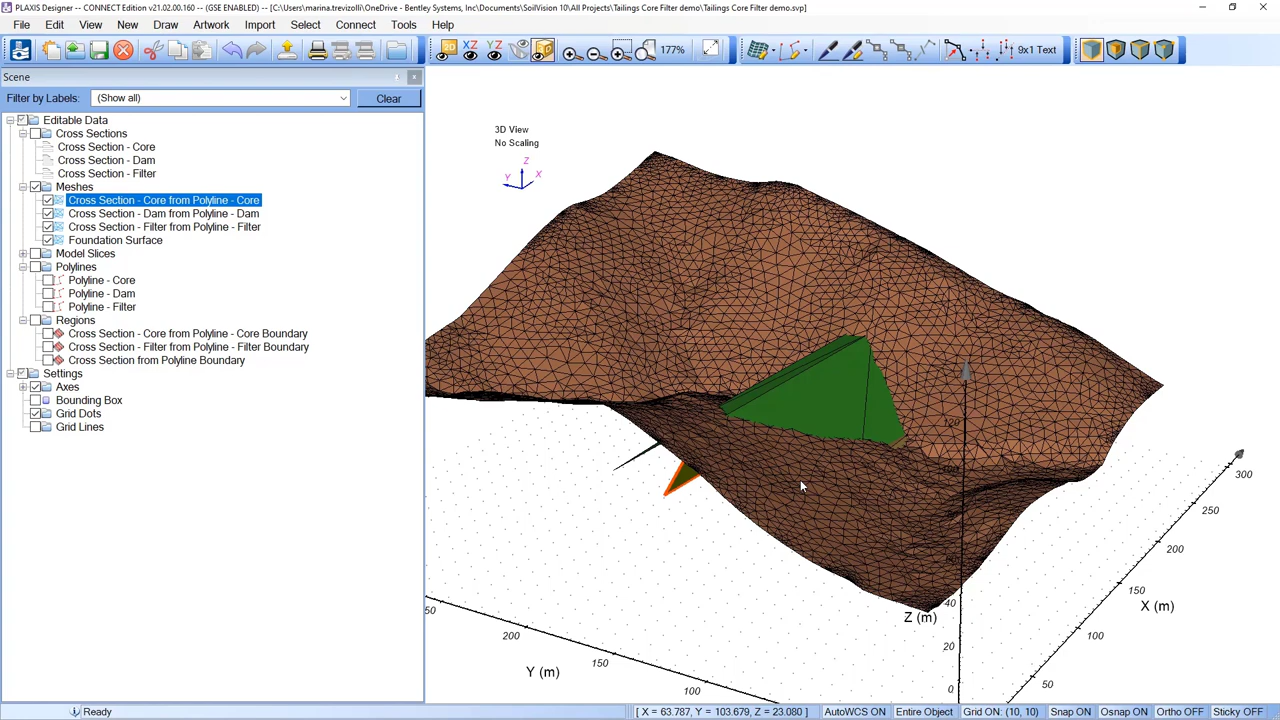 PLAXIS Designer -- CONNECT Edition v21.02.00.160 -- (GSE ENABLED) -- [C:\Users\marina.trevizolli\OneDrive - Bentley Systems, Inc\Documents\SoilVision 10\All Projects\Tailings Core Filter demo\Tailings Core Filter demo.svp]
File Edit View New Draw Artwork Import Select Connect Tools Help
2D XZ YZ 177% 9x1 Text
Scene
Filter by Labels: (Show all) Clear
Editable Data
Cross Sections
Cross Section - Core
Cross Section - Dam
Cross Section - Filter
Meshes
Cross Section - Core from Polyline - Core
Cross Section - Dam from Polyline - Dam
Cross Section - Filter from Polyline - Filter
Foundation Surface
Model Slices
Polylines
Polyline - Core
Polyline - Dam
Polyline - Filter
Regions
Cross Section - Core from Polyline - Core Boundary
Cross Section - Filter from Polyline - Filter Boundary
Cross Section from Polyline Boundary
Settings
Axes
Bounding Box
Grid Dots
Grid Lines
3D View
No Scaling
Z
Y X
300
250
200
150
X (m)
100
50
Z (m)
40
20
0
50
200
150
100
Y (m)
Ready
[ X = 63.787, Y = 103.679, Z = 23.080 ] AutoWCS ON Entire Object Grid ON: (10, 10) Snap ON Osnap ON Ortho OFF Sticky OFF